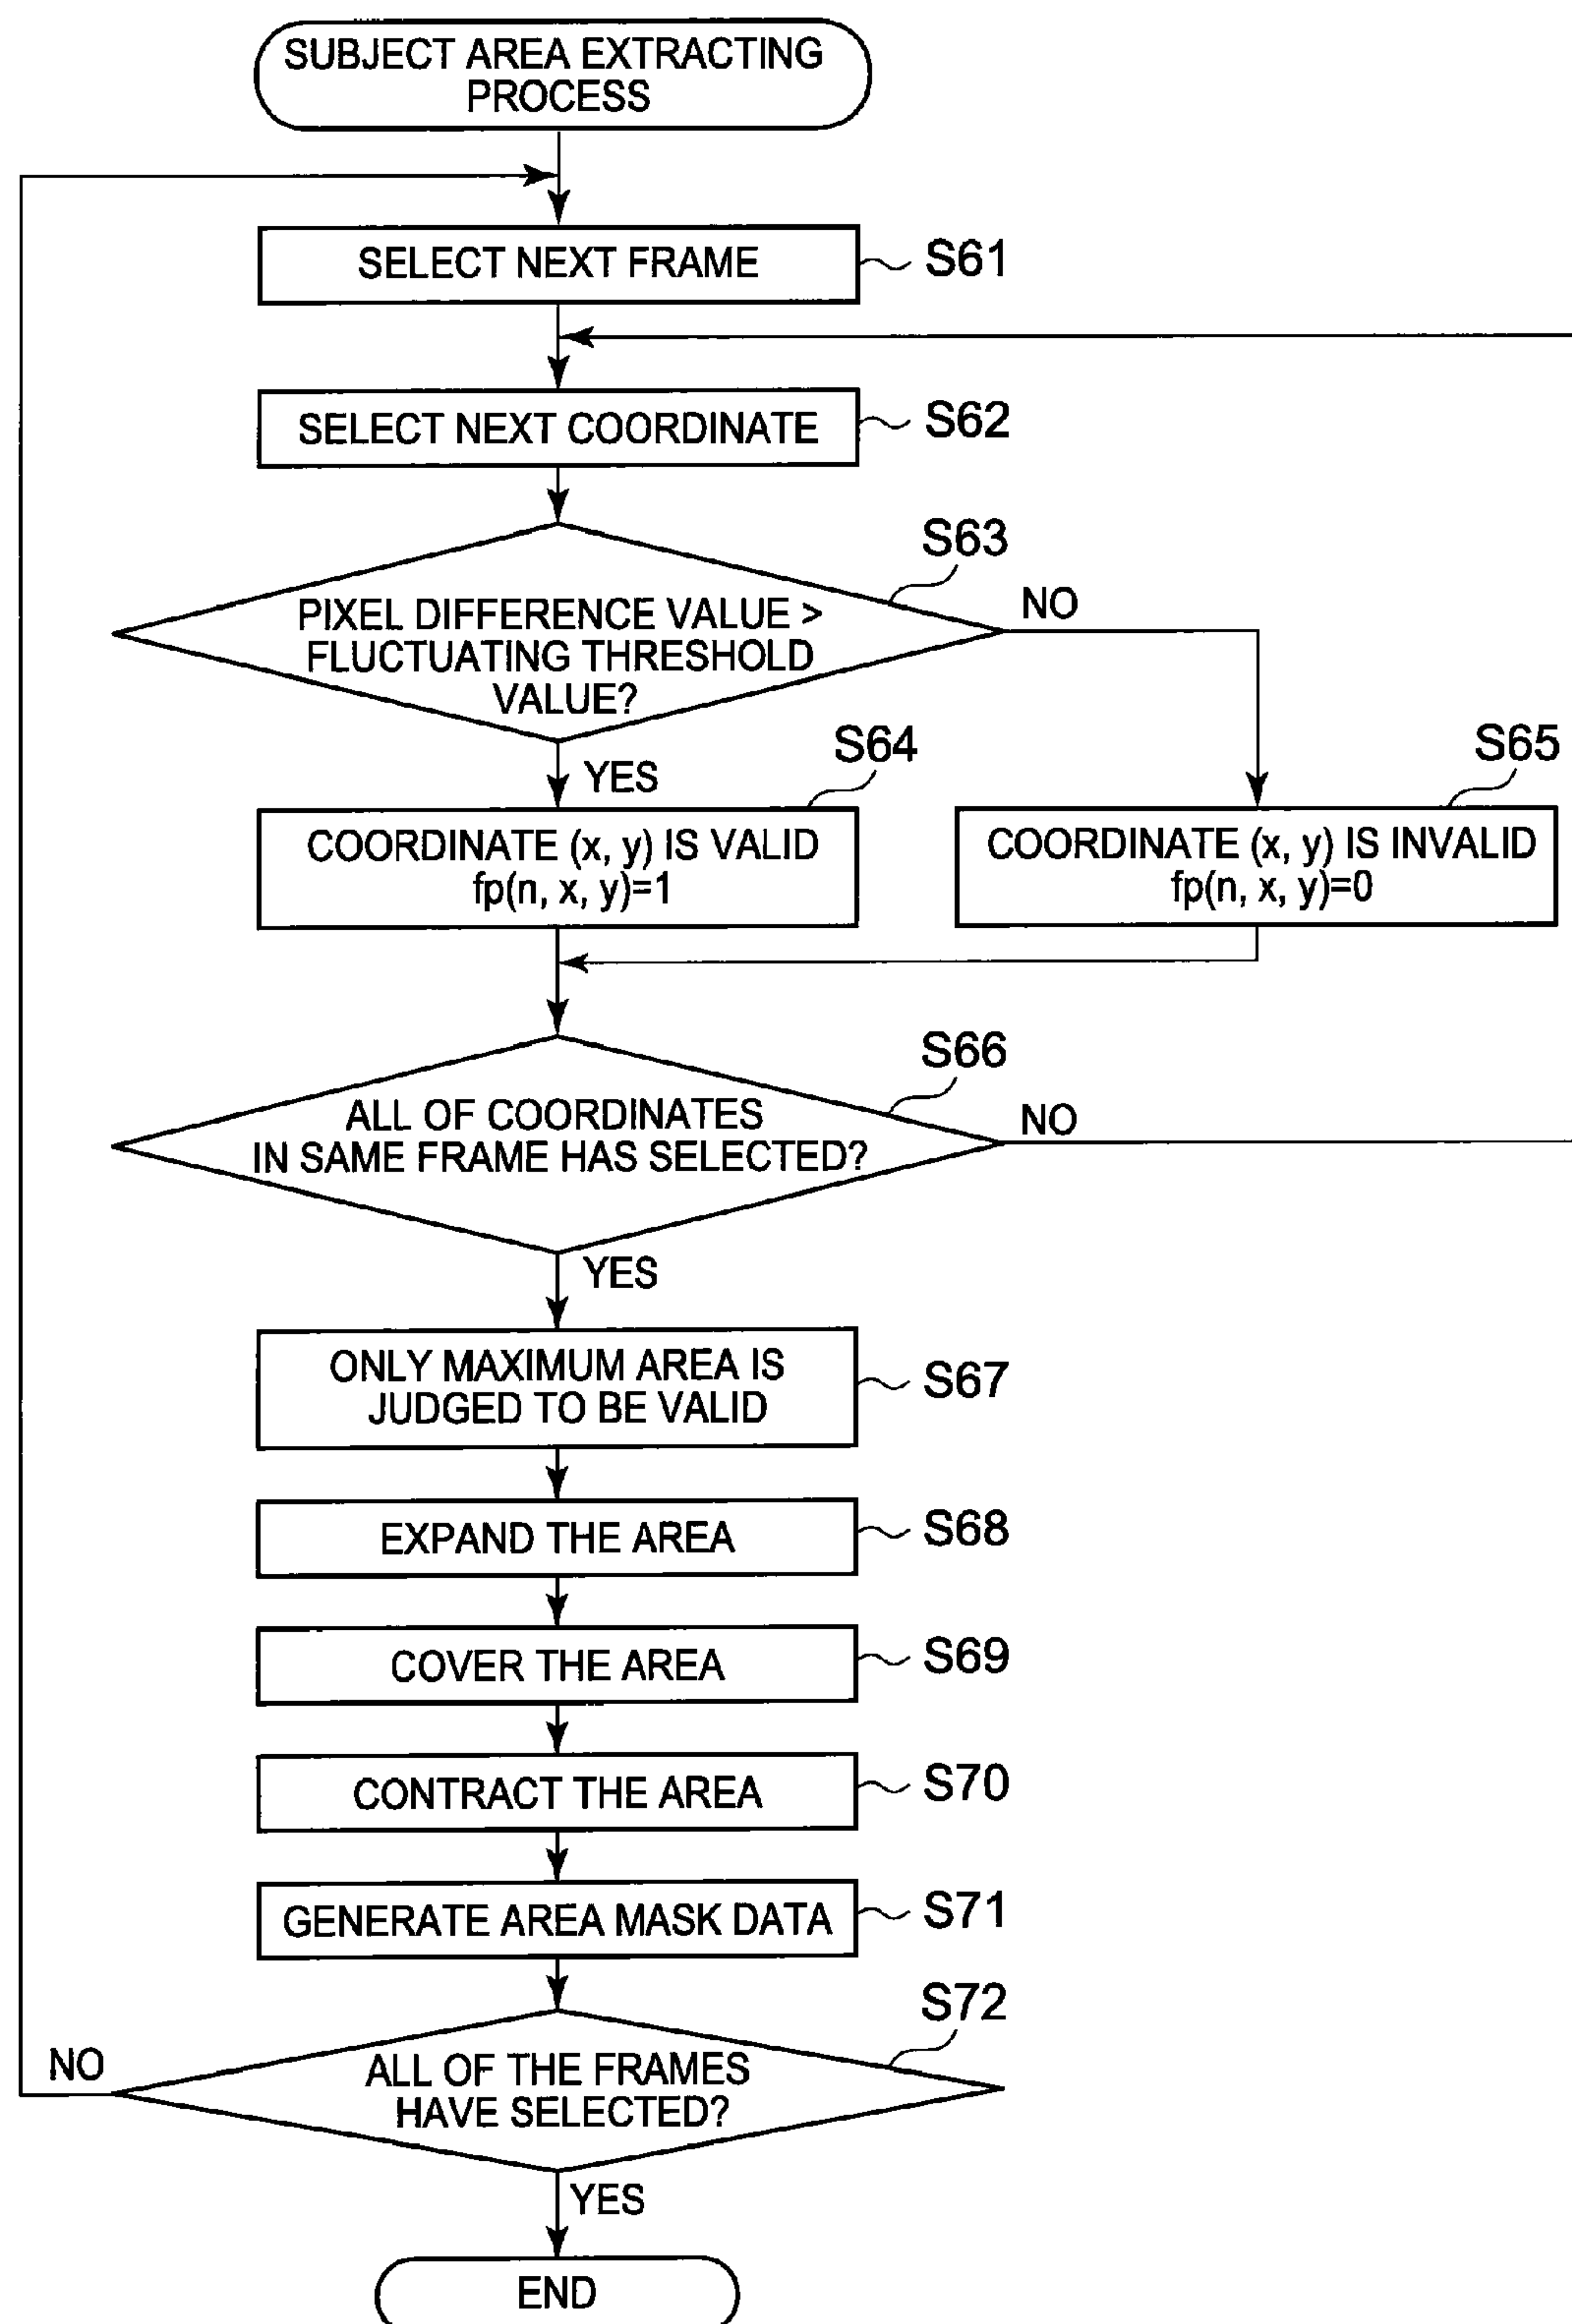 SUBJECT AREA EXTRACTING
PROCESS
SELECT NEXT FRAME
S61
SELECT NEXT COORDINATE
S62
S63
PIXEL DIFFERENCE VALUE >
FLUCTUATING THRESHOLD
VALUE?
NO
YES
S64
COORDINATE (x, y) IS VALID
fp(n, x, y)=1
S65
COORDINATE (x, y) IS INVALID
fp(n, x, y)=0
S66
ALL OF COORDINATES
IN SAME FRAME HAS SELECTED?
NO
YES
ONLY MAXIMUM AREA IS
JUDGED TO BE VALID
S67
EXPAND THE AREA
S68
COVER THE AREA
S69
CONTRACT THE AREA
S70
GENERATE AREA MASK DATA
S71
S72
ALL OF THE FRAMES
HAVE SELECTED?
NO
YES
END